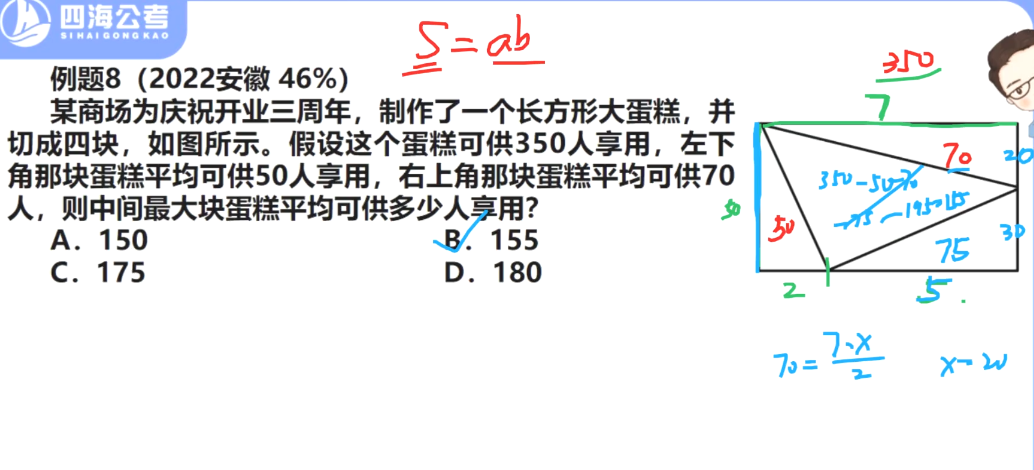 四海公考
SIHAIGONGKAO
S=ab
例题8（2022安徽 46%）
某商场为庆祝开业三周年，制作了一个长方形大蛋糕，并
切成四块，如图所示。假设这个蛋糕可供350人享用，左下
角那块蛋糕平均可供50人享用，右上角那块蛋糕平均可供70
人，则中间最大块蛋糕平均可供多少人享用？
A. 150
B. 155
C. 175
D. 180
350
7
70
20
350-50-70
-75
=195=155
50
50
75
30
2
5
70=7·x/2
x=20